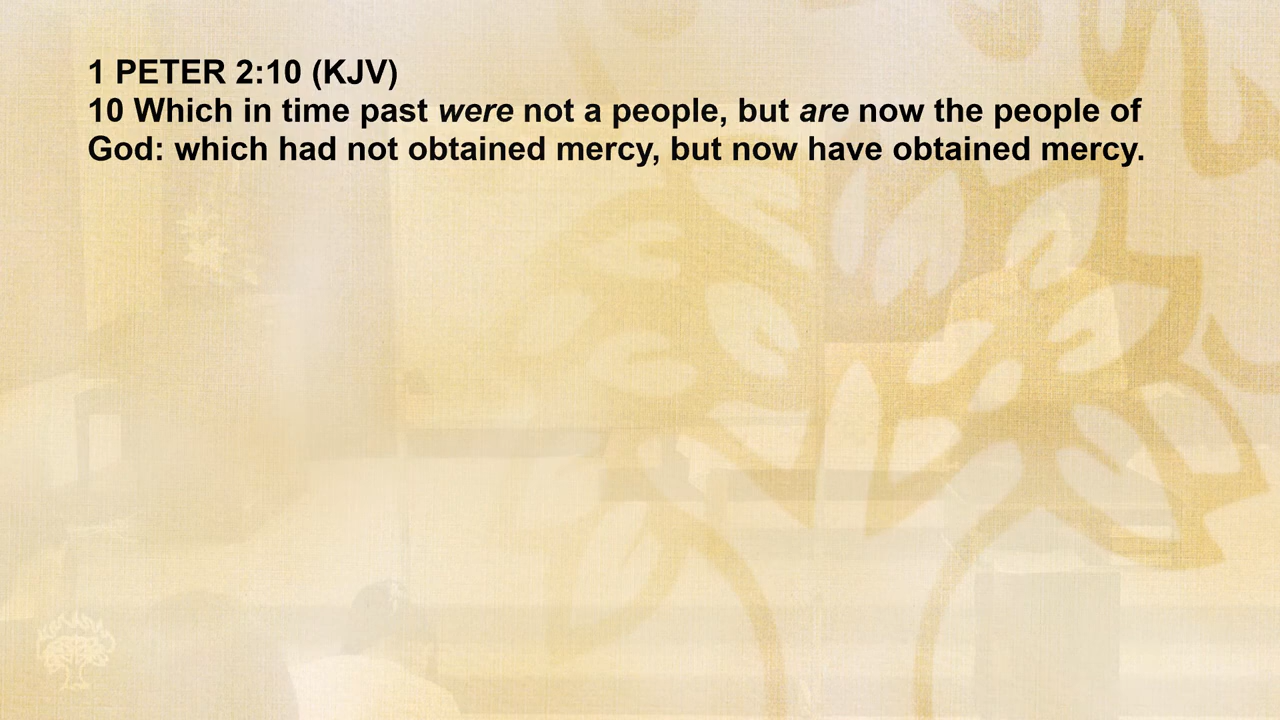 1 PETER 2:10 (KJV)
10 Which in time past were not a people, but are now the people of
God: which had not obtained mercy, but now have obtained mercy.